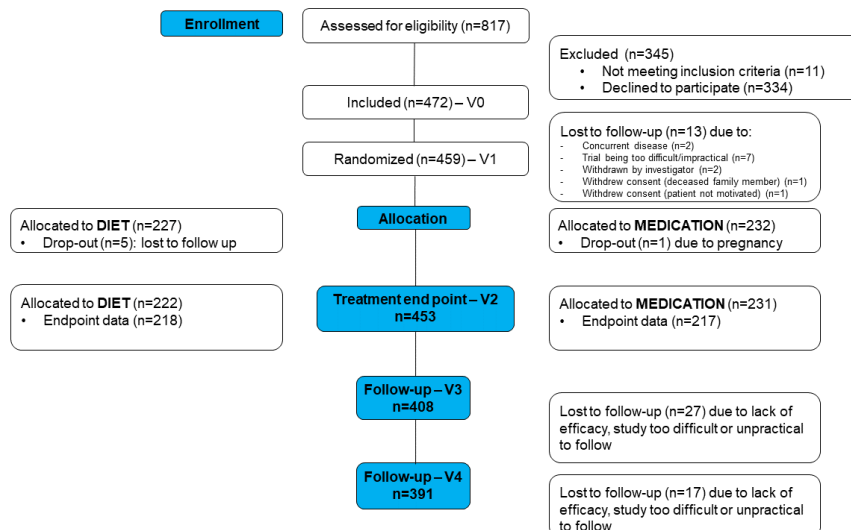 Enrollment
Assessed for eligibility (n=817)
Excluded (n=345)
• Not meeting inclusion criteria (n=11)
• Declined to participate (n=334)
Included (n=472) – V0
Lost to follow-up (n=13) due to:
- Concurrent disease (n=2)
- Trial being too difficult/impractical (n=7)
- Withdrawn by investigator (n=2)
- Withdrew consent (deceased family member) (n=1)
- Withdrew consent (patient not motivated) (n=1)
Randomized (n=459) – V1
Allocation
Allocated to DIET (n=227)
• Drop-out (n=5): lost to follow up
Allocated to MEDICATION (n=232)
• Drop-out (n=1) due to pregnancy
Allocated to DIET (n=222)
• Endpoint data (n=218)
Treatment end point – V2
n=453
Allocated to MEDICATION (n=231)
• Endpoint data (n=217)
Follow-up – V3
n=408
Lost to follow-up (n=27) due to lack of
efficacy, study too difficult or unpractical
to follow
Follow-up – V4
n=391
Lost to follow-up (n=17) due to lack of
efficacy, study too difficult or unpractical
to follow